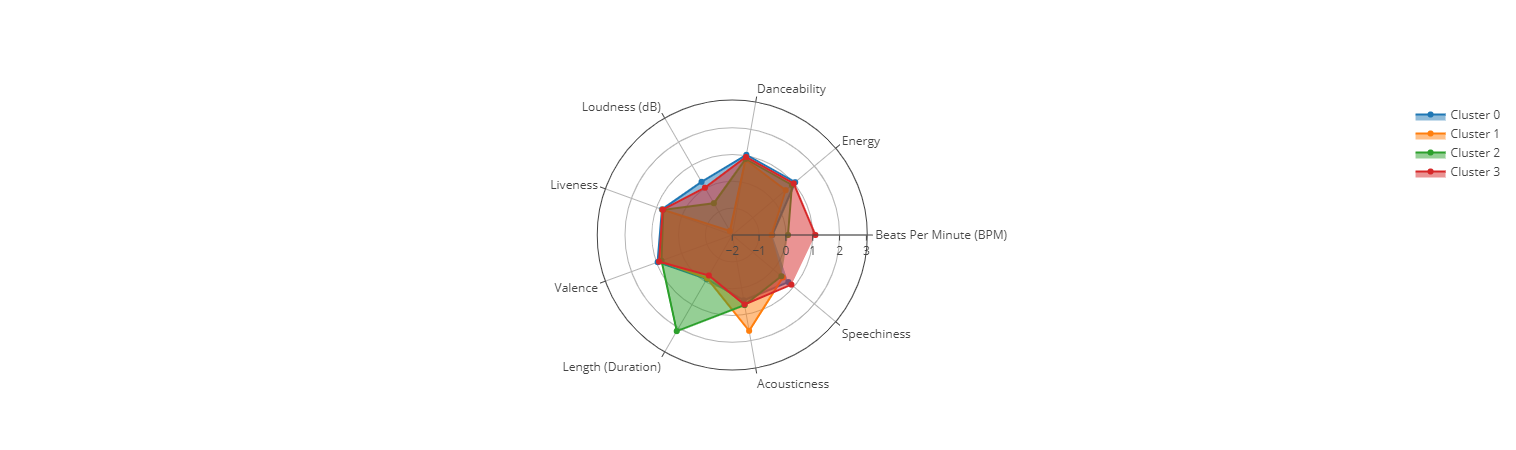 Danceability
Loudness (dB)
Energy
Liveness
Beats Per Minute (BPM)
−2 −1 0 1 2 3
Valence
Speechiness
Length (Duration)
Acousticness
Cluster 0
Cluster 1
Cluster 2
Cluster 3